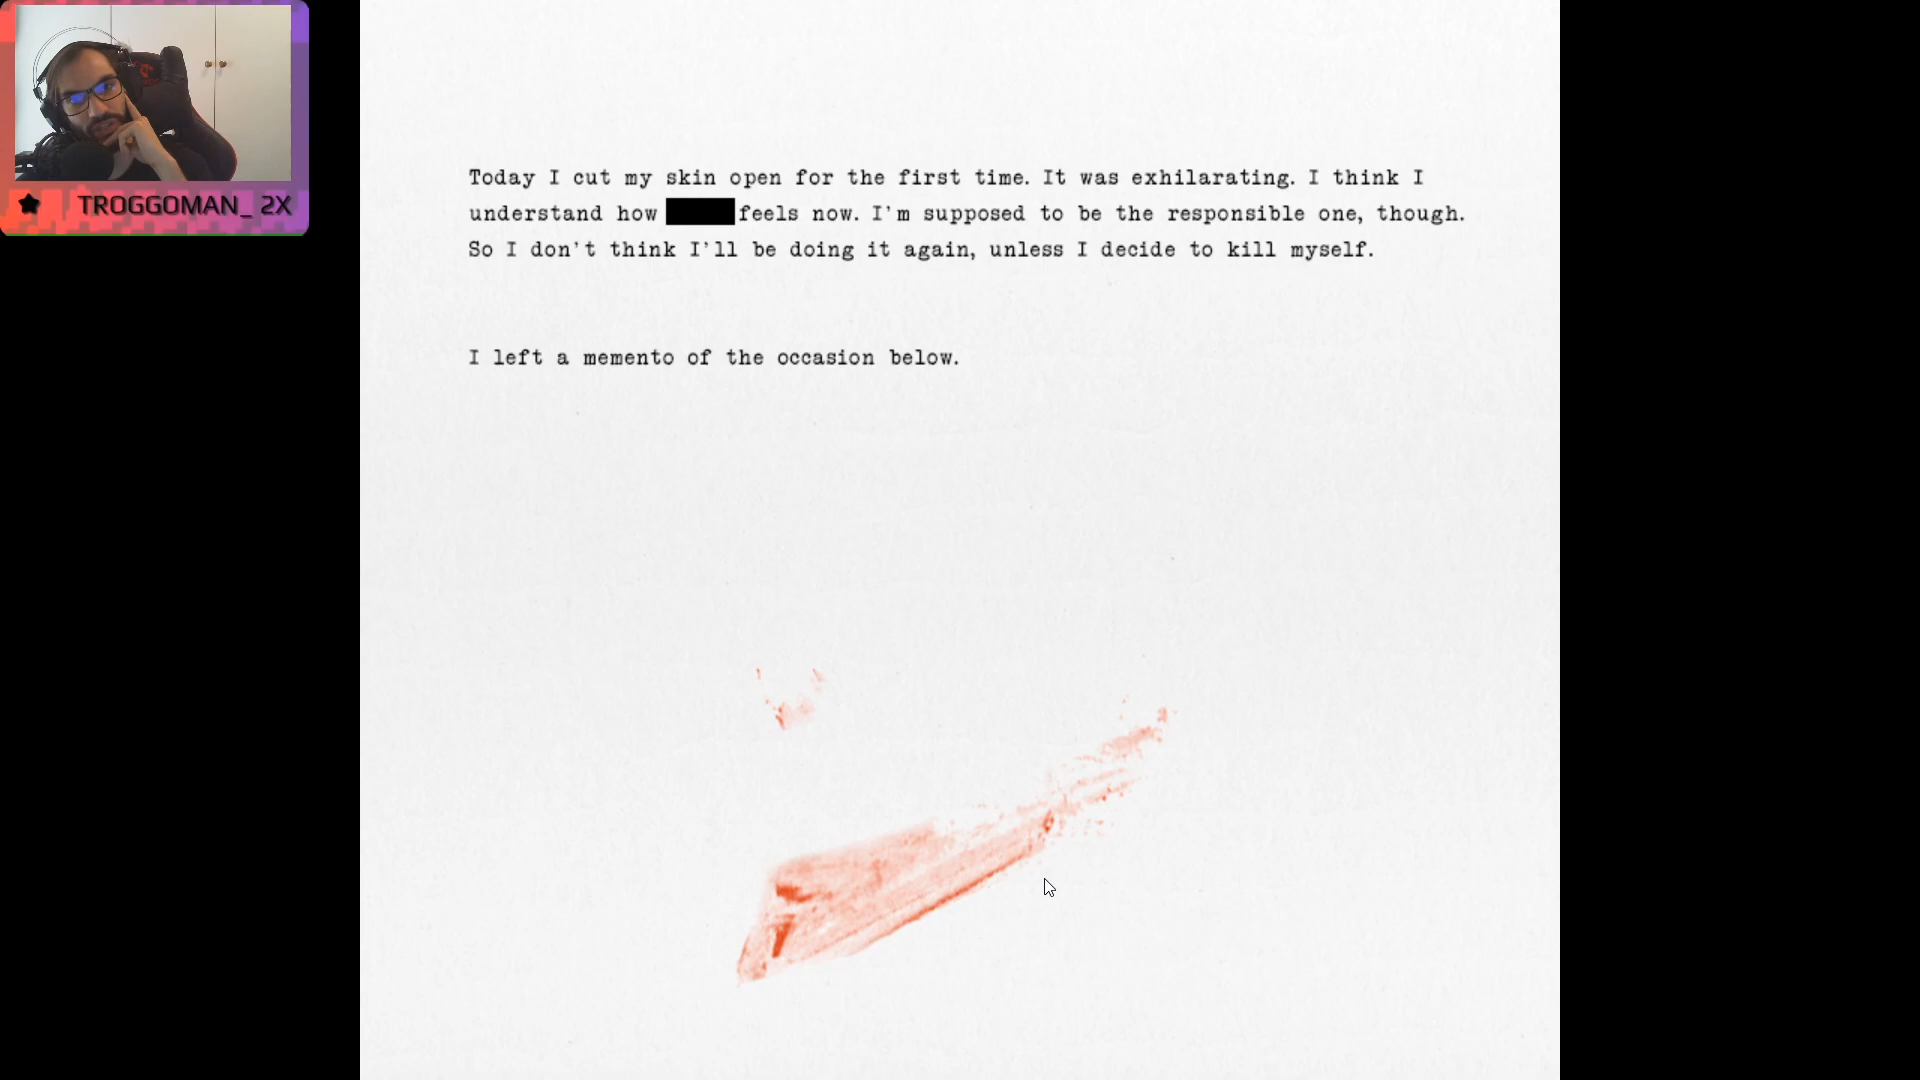 TROGGOMAN_ 2X
Today I cut my skin open for the first time. It was exhilarating. I think I
understand how feels now. I'm supposed to be the responsible one, though.
So I don't think I'll be doing it again, unless I decide to kill myself.
I left a memento of the occasion below.